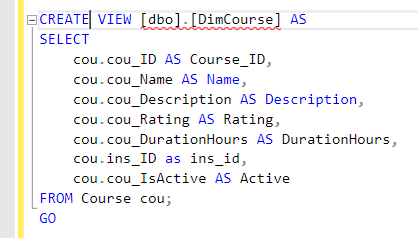 CREATE VIEW [dbo].[DimCourse] AS
SELECT
    cou.cou_ID AS Course_ID,
    cou.cou_Name AS Name,
    cou.cou_Description AS Description,
    cou.cou_Rating AS Rating,
    cou.cou_DurationHours AS DurationHours,
    cou.ins_ID as ins_id,
    cou.cou_IsActive AS Active
FROM Course cou;
GO